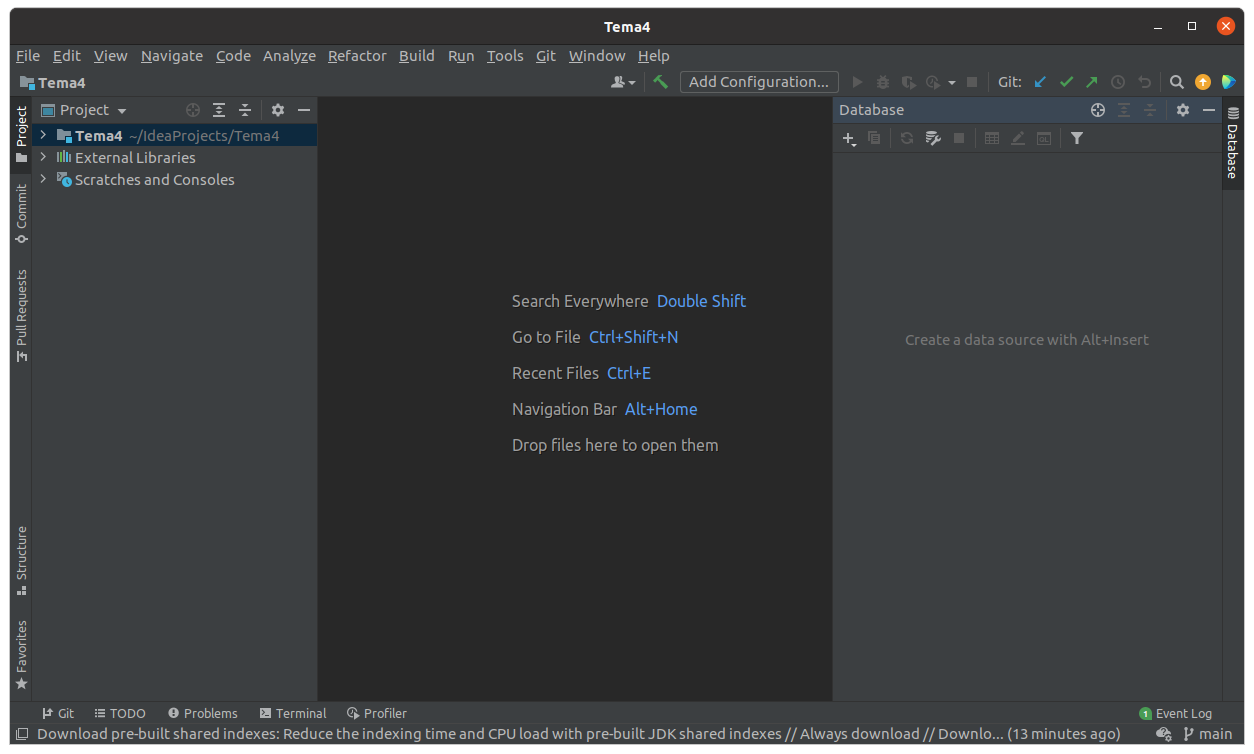 Tema4
File Edit View Navigate Code Analyze Refactor Build Run Tools Git Window Help
Tema4 Add Configuration... Git:
Project
Project
Tema4 ~/IdeaProjects/Tema4
External Libraries
Scratches and Consoles
Commit
Pull Requests
Structure
Favorites
Search Everywhere Double Shift
Go to File Ctrl+Shift+N
Recent Files Ctrl+E
Navigation Bar Alt+Home
Drop files here to open them
Database
DL
Create a data source with Alt+Insert
Database
Git TODO Problems Terminal Profiler 1 Event Log
Download pre-built shared indexes: Reduce the indexing time and CPU load with pre-built JDK shared indexes // Always download // Downlo... (13 minutes ago) main